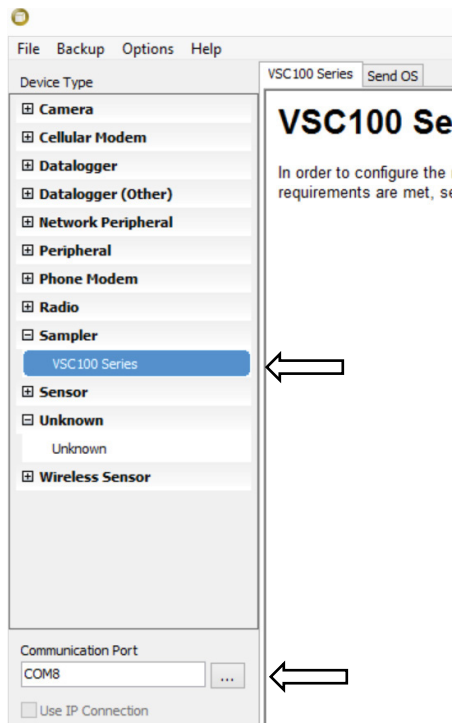 File Backup Options Help
Device Type
Camera
Cellular Modem
Datalogger
Datalogger (Other)
Network Peripheral
Peripheral
Phone Modem
Radio
Sampler
VSC100 Series
Sensor
Unknown
Unknown
Wireless Sensor
Communication Port
COM8
...
Use IP Connection
VSC100 Series Send OS
VSC100 Se
In order to configure the
requirements are met, se